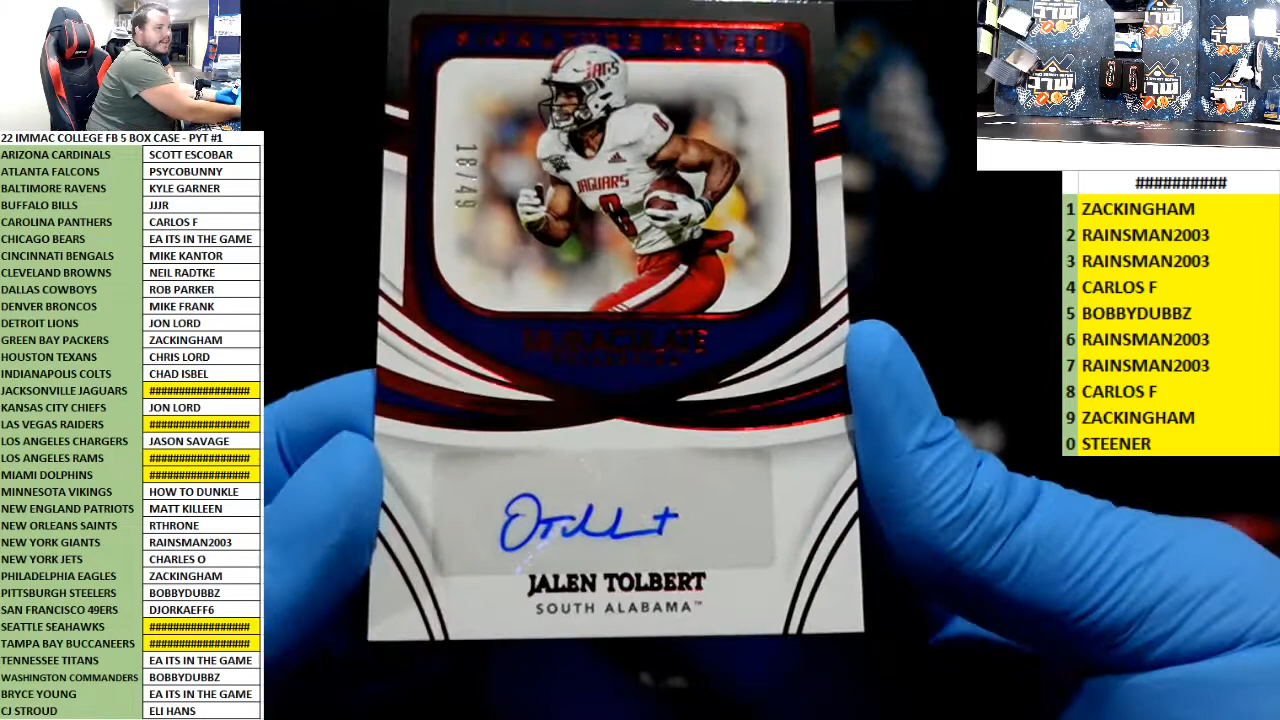 22 IMMAC COLLEGE FB 5 BOX CASE - PYT #1
ARIZONA CARDINALS SCOTT ESCOBAR
ATLANTA FALCONS PSYCOBUNNY
BALTIMORE RAVENS KYLE GARNER
BUFFALO BILLS JJJR
CAROLINA PANTHERS CARLOS F
CHICAGO BEARS EA ITS IN THE GAME
CINCINNATI BENGALS MIKE KANTOR
CLEVELAND BROWNS NEIL RADTKE
DALLAS COWBOYS ROB PARKER
DENVER BRONCOS MIKE FRANK
DETROIT LIONS JON LORD
GREEN BAY PACKERS ZACKINGHAM
HOUSTON TEXANS CHRIS LORD
INDIANAPOLIS COLTS CHAD ISBEL
JACKSONVILLE JAGUARS #################
KANSAS CITY CHIEFS JON LORD
LAS VEGAS RAIDERS #################
LOS ANGELES CHARGERS JASON SAVAGE
LOS ANGELES RAMS #################
MIAMI DOLPHINS #################
MINNESOTA VIKINGS HOW TO DUNKLE
NEW ENGLAND PATRIOTS MATT KILLEEN
NEW ORLEANS SAINTS RTHRONE
NEW YORK GIANTS RAINSMAN2003
NEW YORK JETS CHARLES O
PHILADELPHIA EAGLES ZACKINGHAM
PITTSBURGH STEELERS BOBBYDUBBZ
SAN FRANCISCO 49ERS DJORKAEFF6
SEATTLE SEAHAWKS #################
TAMPA BAY BUCCANEERS #################
TENNESSEE TITANS EA ITS IN THE GAME
WASHINGTON COMMANDERS BOBBYDUBBZ
BRYCE YOUNG EA ITS IN THE GAME
CJ STROUD ELI HANS
SIGNATURE MOVES
18/49
JAGS
JAGUARS
8
8
IMMACULATE
COLLECTION
JALEN TOLBERT
SOUTH ALABAMA™
##########
1 ZACKINGHAM
2 RAINSMAN2003
3 RAINSMAN2003
4 CARLOS F
5 BOBBYDUBBZ
6 RAINSMAN2003
7 RAINSMAN2003
8 CARLOS F
9 ZACKINGHAM
0 STEENER